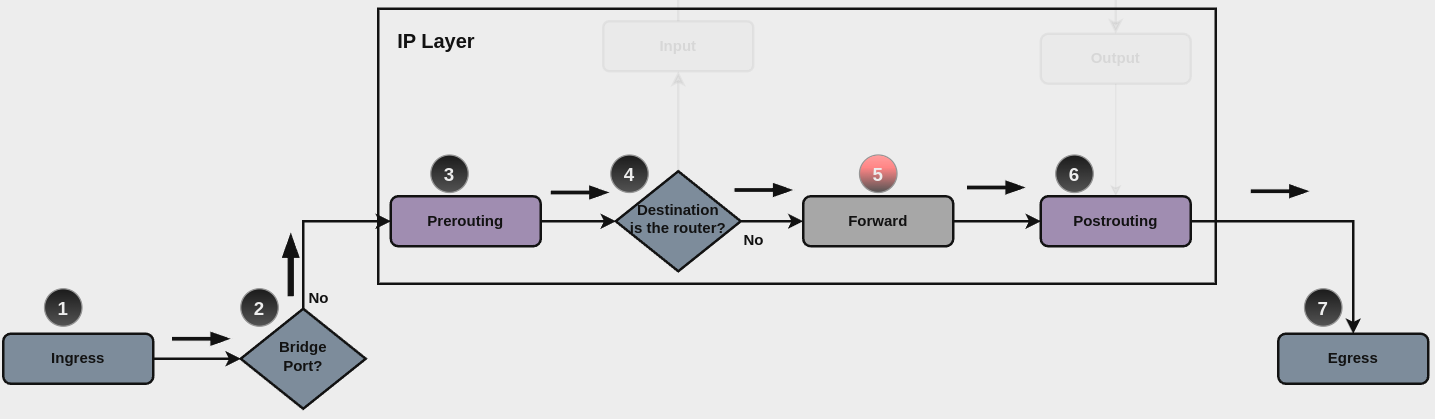 IP Layer
Input
Output
3
4
5
6
Prerouting
Destination
is the router?
No
Forward
Postrouting
1
2
No
7
Ingress
Bridge
Port?
Egress